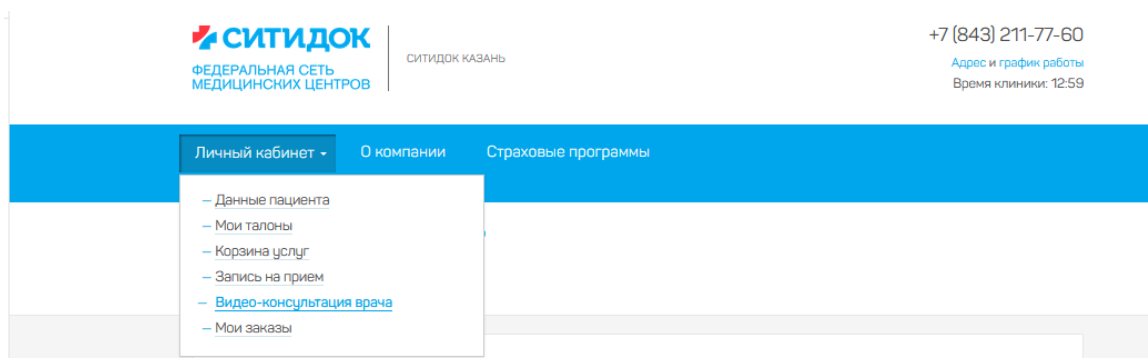 СИТИДОК
ФЕДЕРАЛЬНАЯ СЕТЬ
МЕДИЦИНСКИХ ЦЕНТРОВ
СИТИДОК КАЗАНЬ
+7 (843) 211-77-60
Адрес и график работы
Время клиники: 12:59
Личный кабинет О компании Страховые программы
– Данные пациента
– Мои талоны
– Корзина услуг
– Запись на прием
– Видео-консультация врача
– Мои заказы